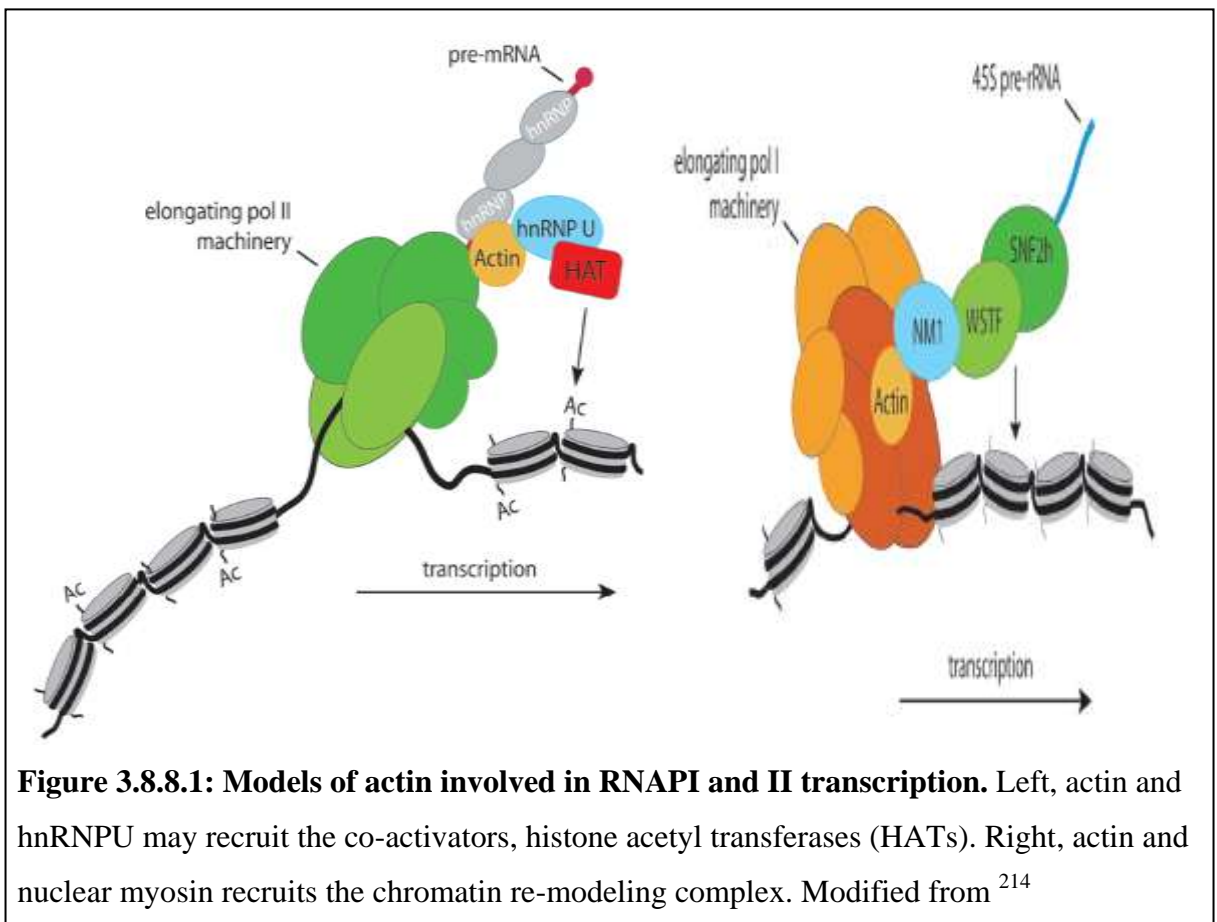 pre-mRNA
hnRNP
hnRNP
elongating pol II
machinery
Actin
hnRNP U
HAT
Ac
Ac
Ac
Ac
transcription
45S pre-rRNA
elongating pol I
machinery
SNF2h
WSTF
NM1
Actin
transcription
Figure 3.8.8.1: Models of actin involved in RNAPI and II transcription. Left, actin and
hnRNPU may recruit the co-activators, histone acetyl transferases (HATs). Right, actin and
nuclear myosin recruits the chromatin re-modeling complex. Modified from 214